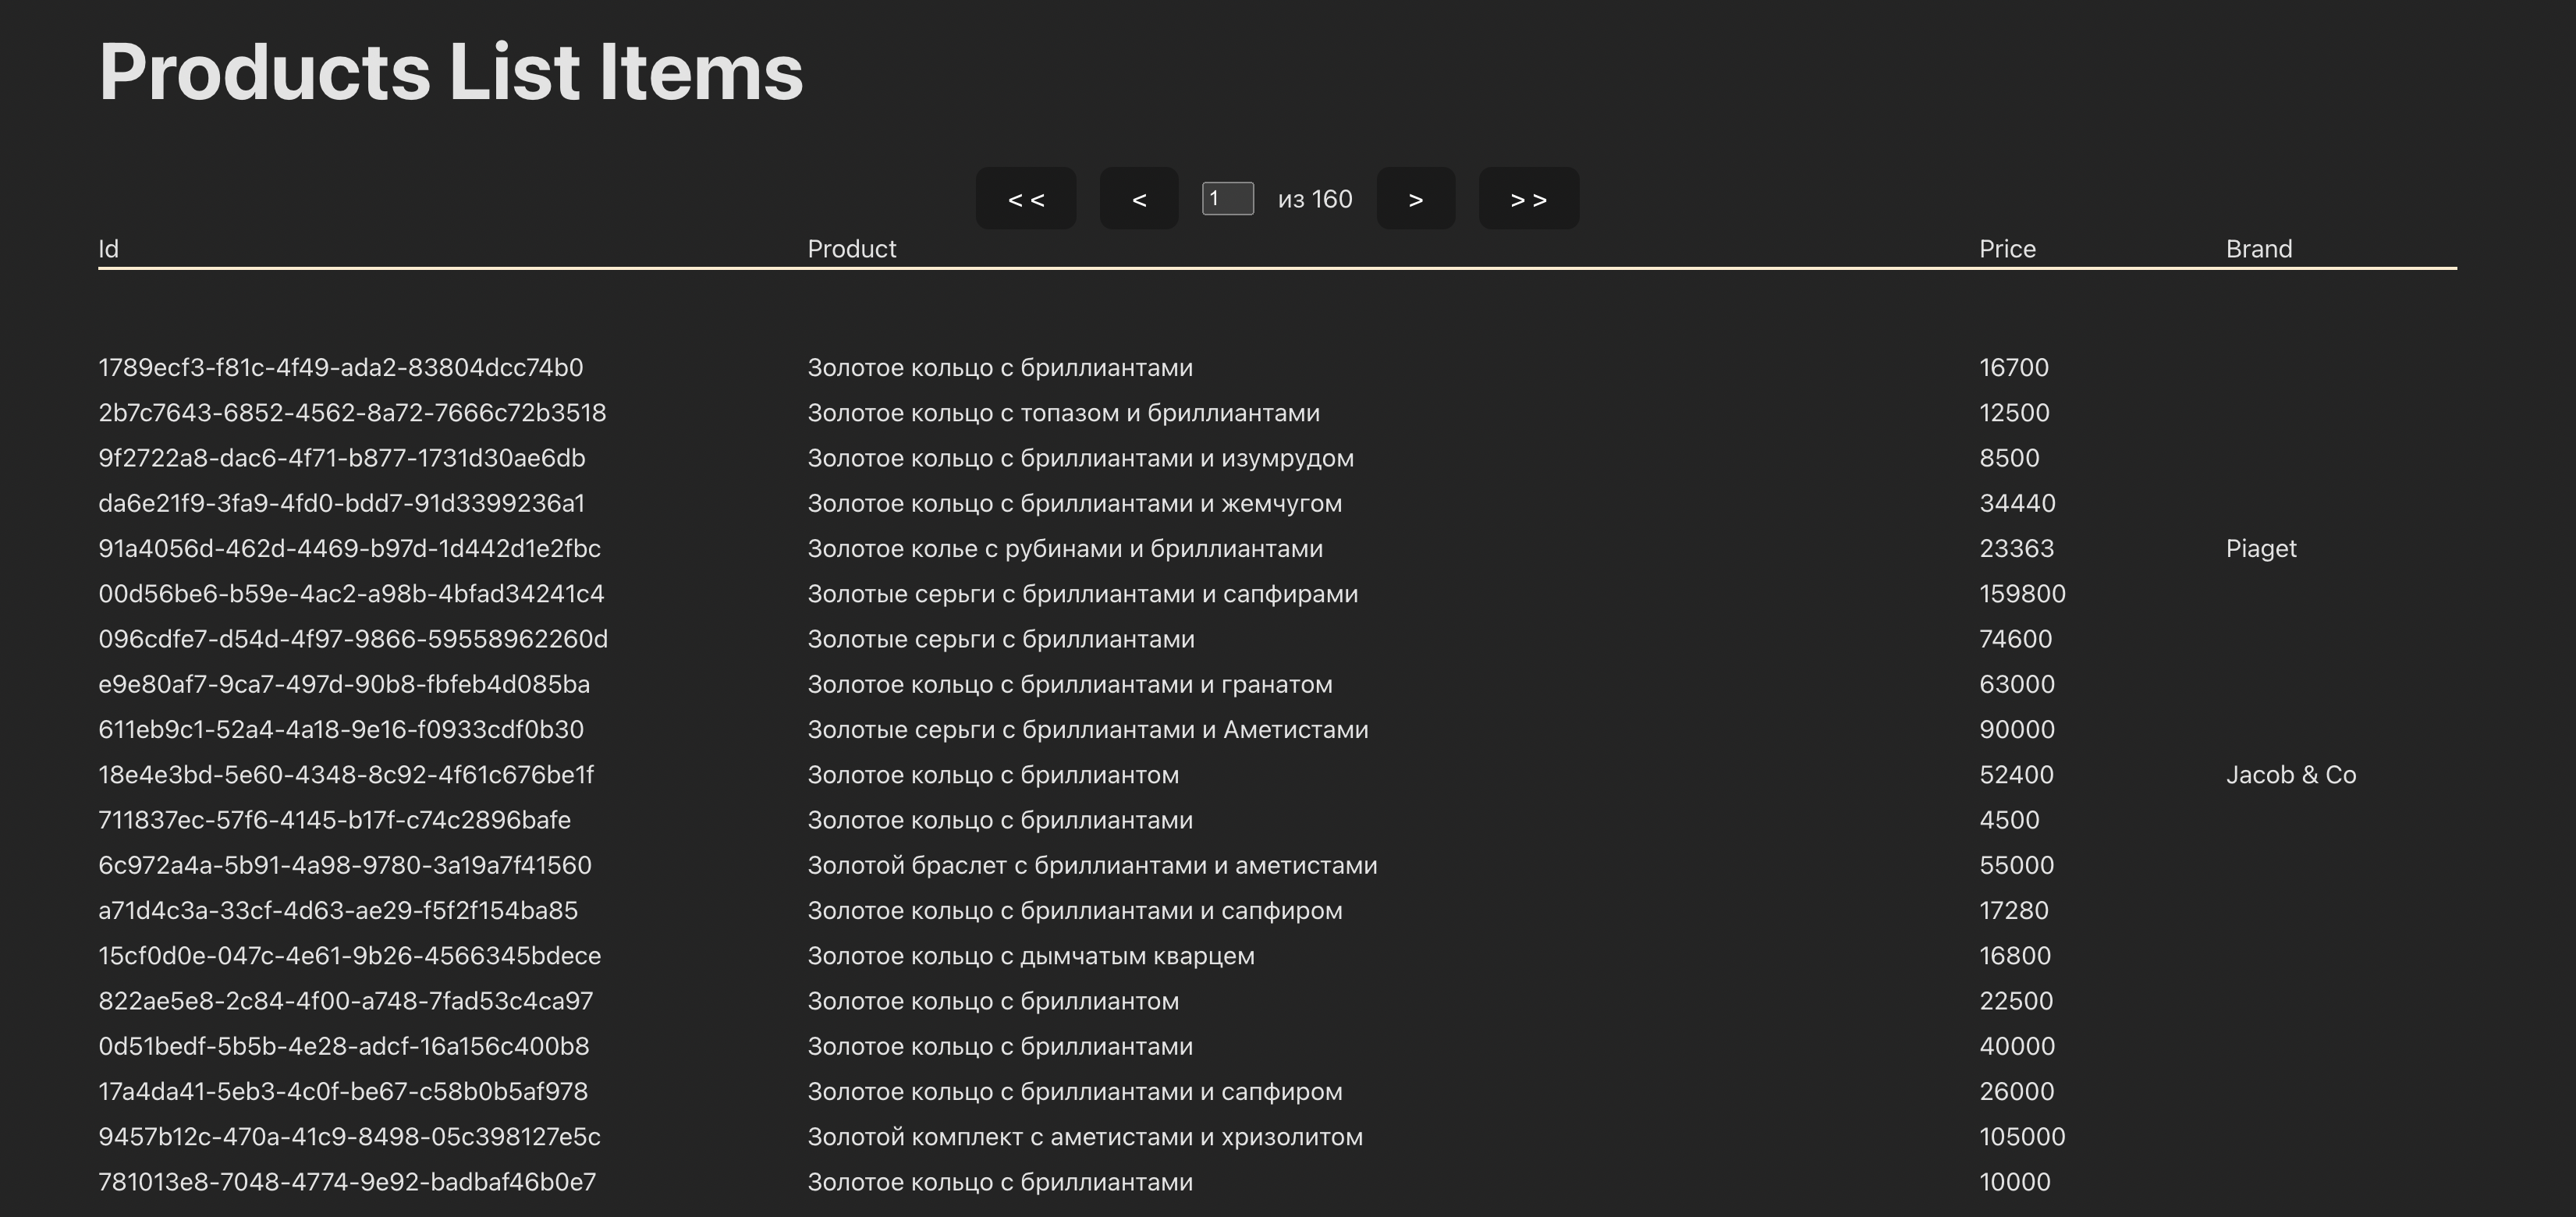 Products List Items
<< < 1 из 160 > >>
Id Product Price Brand
1789ecf3-f81c-4f49-ada2-83804dcc74b0 Золотое кольцо с бриллиантами 16700
2b7c7643-6852-4562-8a72-7666c72b3518 Золотое кольцо с топазом и бриллиантами 12500
9f2722a8-dac6-4f71-b877-1731d30ae6db Золотое кольцо с бриллиантами и изумрудом 8500
da6e21f9-3fa9-4fd0-bdd7-91d3399236a1 Золотое кольцо с бриллиантами и жемчугом 34440
91a4056d-462d-4469-b97d-1d442d1e2fbc Золотое колье с рубинами и бриллиантами 23363 Piaget
00d56be6-b59e-4ac2-a98b-4bfad34241c4 Золотые серьги с бриллиантами и сапфирами 159800
096cdfe7-d54d-4f97-9866-59558962260d Золотые серьги с бриллиантами 74600
e9e80af7-9ca7-497d-90b8-fbfeb4d085ba Золотое кольцо с бриллиантами и гранатом 63000
611eb9c1-52a4-4a18-9e16-f0933cdf0b30 Золотые серьги с бриллиантами и Аметистами 90000
18e4e3bd-5e60-4348-8c92-4f61c676be1f Золотое кольцо с бриллиантом 52400 Jacob & Co
711837ec-57f6-4145-b17f-c74c2896bafe Золотое кольцо с бриллиантами 4500
6c972a4a-5b91-4a98-9780-3a19a7f41560 Золотой браслет с бриллиантами и аметистами 55000
a71d4c3a-33cf-4d63-ae29-f5f2f154ba85 Золотое кольцо с бриллиантами и сапфиром 17280
15cf0d0e-047c-4e61-9b26-4566345bdece Золотое кольцо с дымчатым кварцем 16800
822ae5e8-2c84-4f00-a748-7fad53c4ca97 Золотое кольцо с бриллиантом 22500
0d51bedf-5b5b-4e28-adcf-16a156c400b8 Золотое кольцо с бриллиантами 40000
17a4da41-5eb3-4c0f-be67-c58b0b5af978 Золотое кольцо с бриллиантами и сапфиром 26000
9457b12c-470a-41c9-8498-05c398127e5c Золотой комплект с аметистами и хризолитом 105000
781013e8-7048-4774-9e92-badbaf46b0e7 Золотое кольцо с бриллиантами 10000